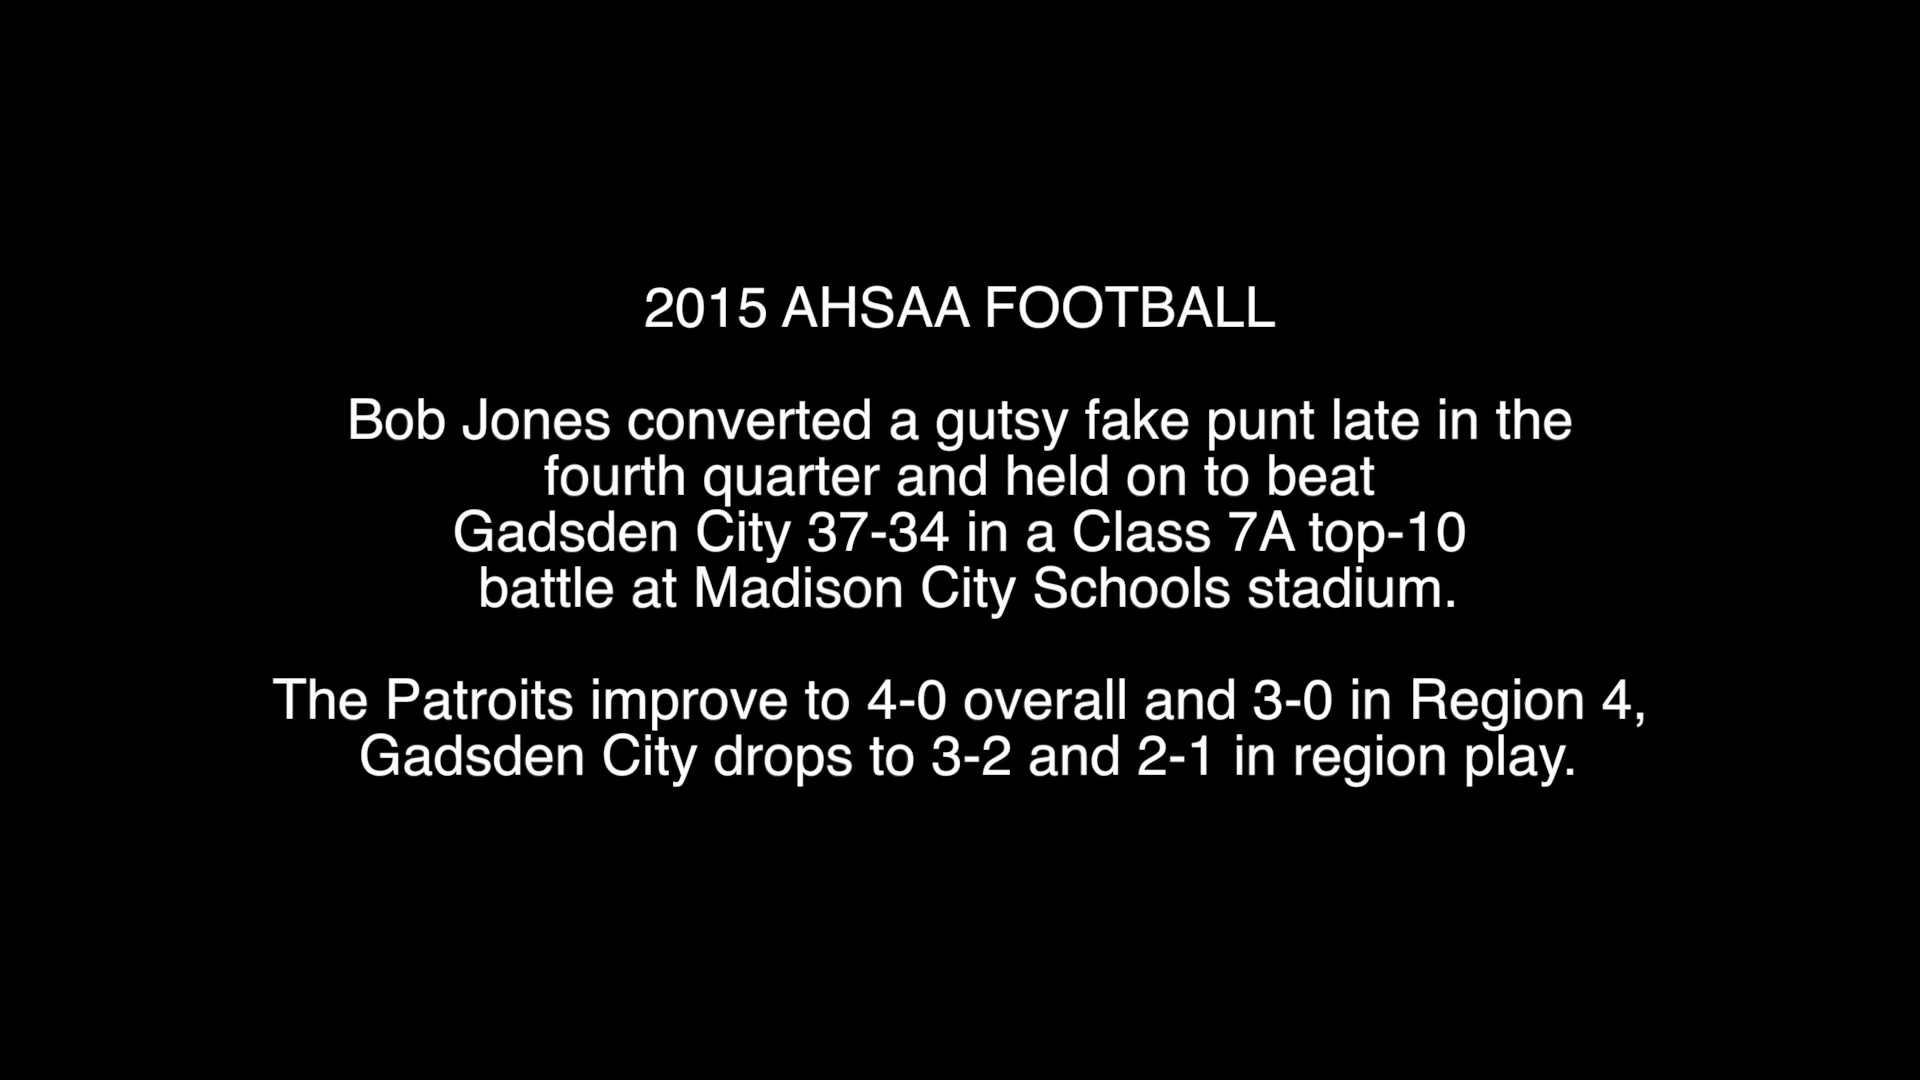 2015 AHSAA FOOTBALL
Bob Jones converted a gutsy fake punt late in the
fourth quarter and held on to beat
Gadsden City 37-34 in a Class 7A top-10
battle at Madison City Schools stadium.
The Patroits improve to 4-0 overall and 3-0 in Region 4,
Gadsden City drops to 3-2 and 2-1 in region play.